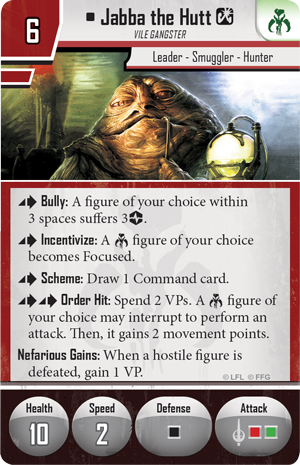 6
Jabba the Hutt
VILE GANGSTER
Leader - Smuggler - Hunter
Bully: A figure of your choice within
3 spaces suffers 3.
Incentivize: A figure of your choice
becomes Focused.
Scheme: Draw 1 Command card.
Order Hit: Spend 2 VPs. A figure of
your choice may interrupt to perform an
attack. Then, it gains 2 movement points.
Nefarious Gains: When a hostile figure is
defeated, gain 1 VP.
© LFL © FFG
Health Speed Defense Attack
10 2